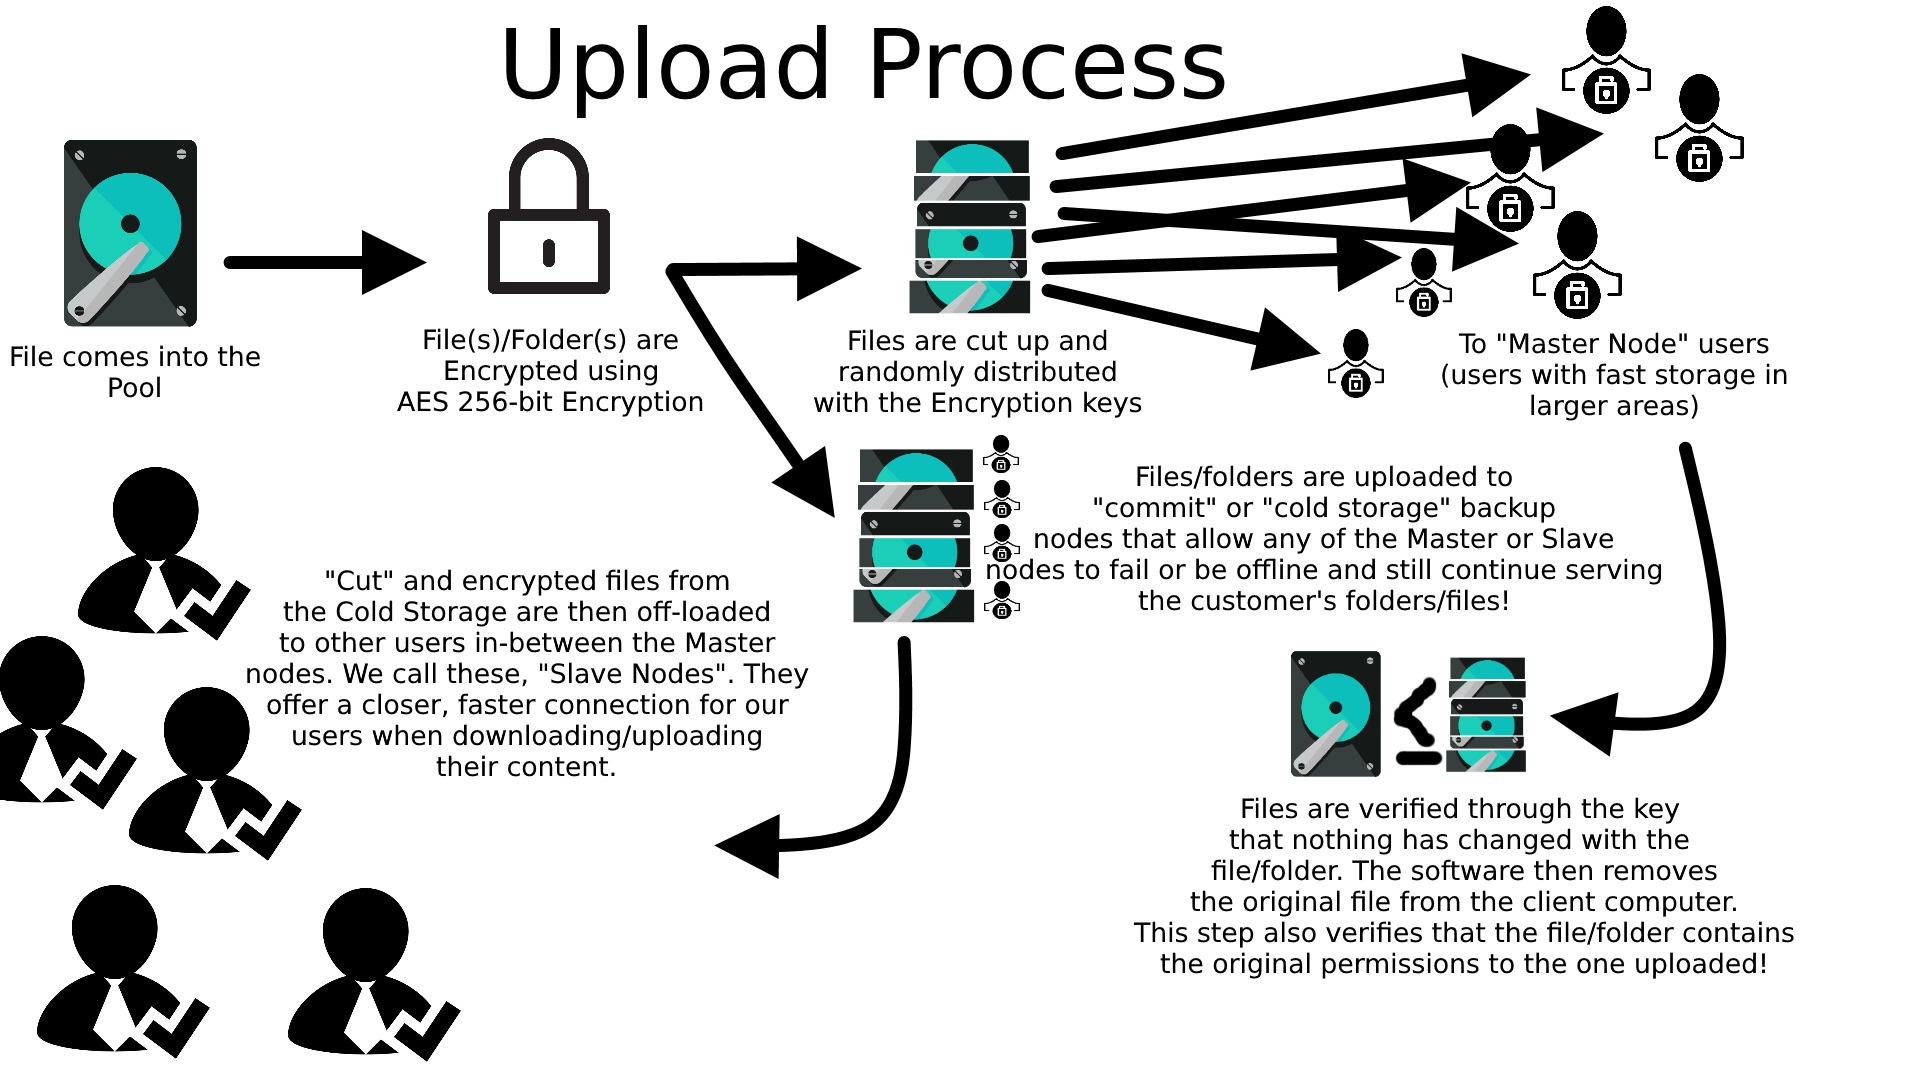 Upload Process
File comes into the
Pool
File(s)/Folder(s) are
Encrypted using
AES 256-bit Encryption
Files are cut up and
randomly distributed
with the Encryption keys
To "Master Node" users
(users with fast storage in
larger areas)
Files/folders are uploaded to
"commit" or "cold storage" backup
nodes that allow any of the Master or Slave
nodes to fail or be offline and still continue serving
the customer's folders/files!
"Cut" and encrypted files from
the Cold Storage are then off-loaded
to other users in-between the Master
nodes. We call these, "Slave Nodes". They
offer a closer, faster connection for our
users when downloading/uploading
their content.
Files are verified through the key
that nothing has changed with the
file/folder. The software then removes
the original file from the client computer.
This step also verifies that the file/folder contains
the original permissions to the one uploaded!